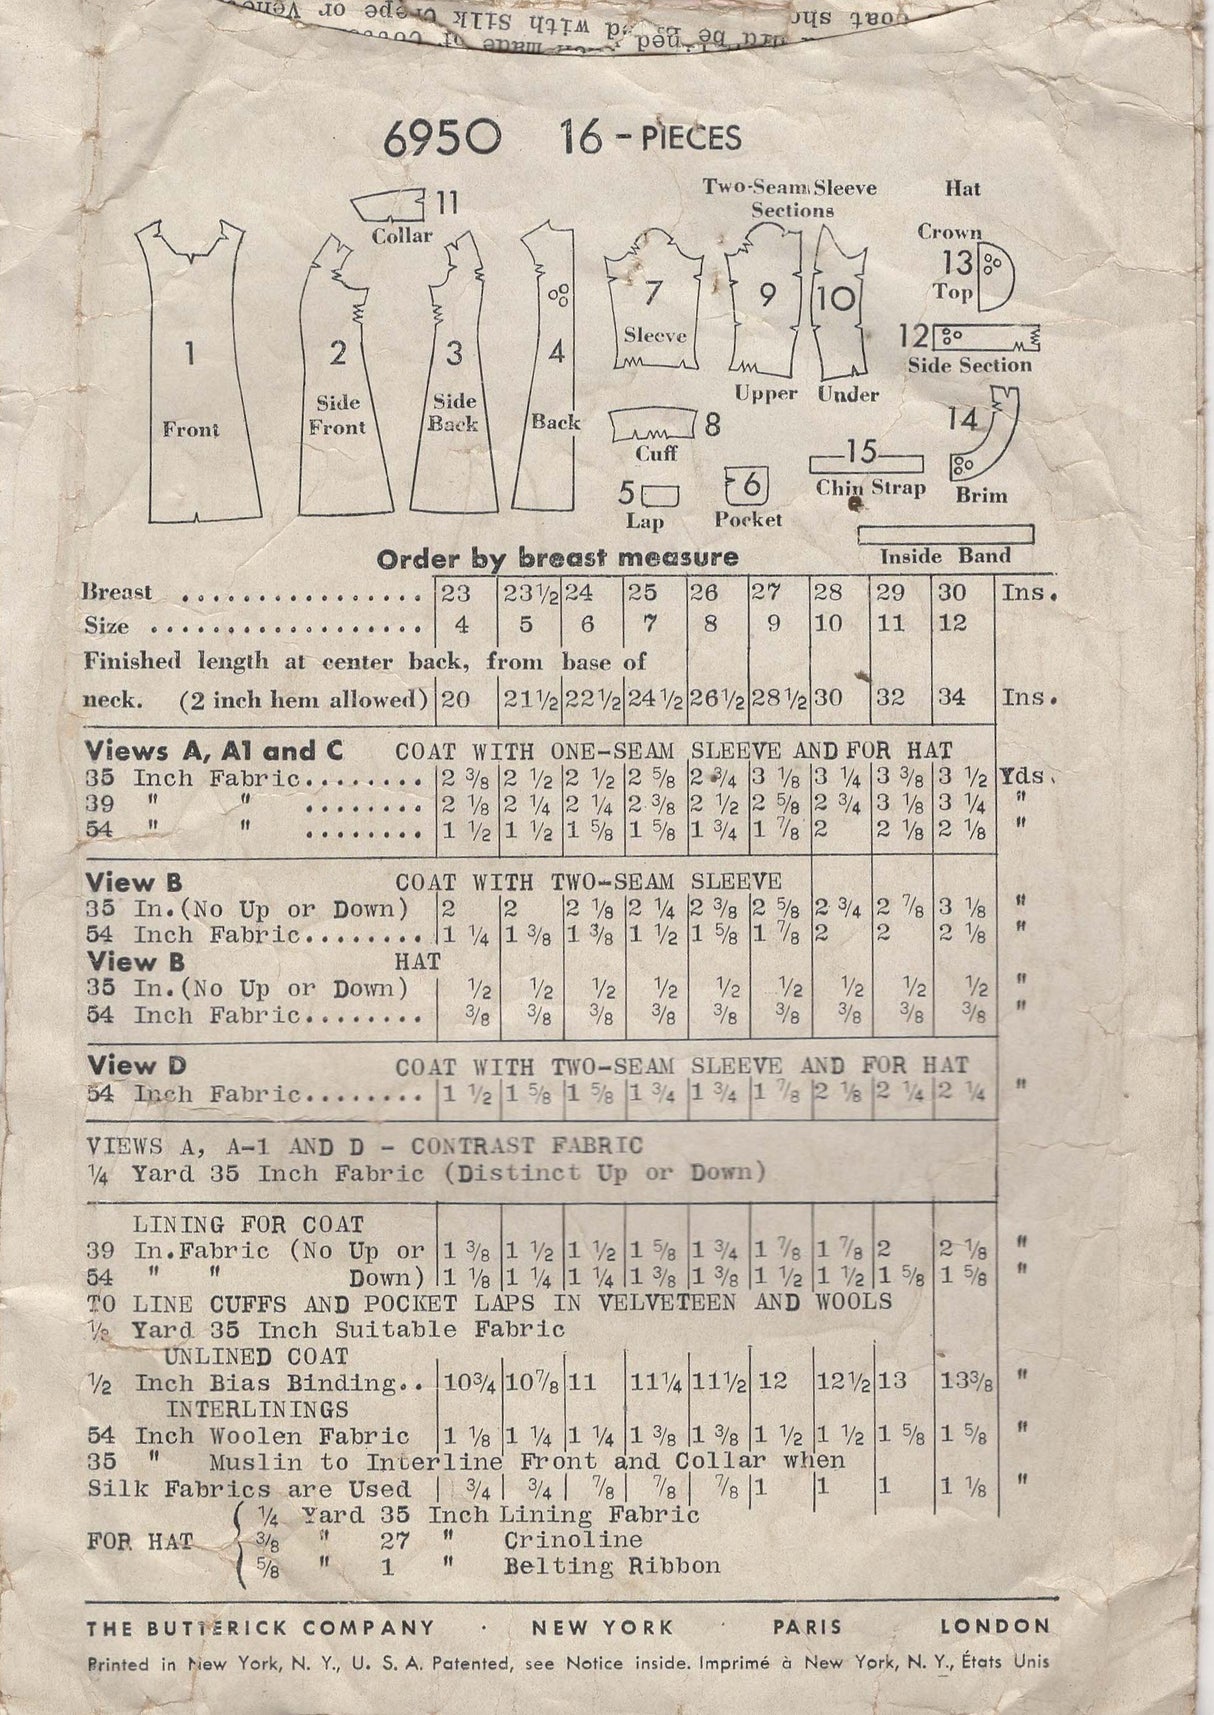 coat sho
ed with Silk Crepe or Vene
be
made of
6950 16 - PIECES
11
Collar
Two-Seam Sleeve
Sections
Hat
Crown
13
Top
12
Side Section
1
Front
2
Side
Front
3
Side
Back
4
Back
7
Sleeve
9
Upper
10
Under
8
Cuff
14
Brim
15
Chin Strap
5
Lap
6
Pocket
Inside Band
Order by breast measure
Breast ................ 23 23½ 24 25 26 27 28 29 30 Ins.
Size .................. 4 5 6 7 8 9 10 11 12
Finished length at center back, from base of
neck. (2 inch hem allowed) 20 21½ 22½ 24½ 26½ 28½ 30 32 34 Ins.
Views A, A1 and C COAT WITH ONE-SEAM SLEEVE AND FOR HAT
35 Inch Fabric........ 2 ⅜ 2 ½ 2 ½ 2 ⅝ 2 ¾ 3 ⅛ 3 ¼ 3 ⅜ 3 ½ Yds.
39 " " ........ 2 ⅛ 2 ¼ 2 ¼ 2 ⅜ 2 ½ 2 ⅝ 2 ¾ 3 ⅛ 3 ¼ "
54 " " ........ 1 ½ 1 ½ 1 ⅝ 1 ⅝ 1 ¾ 1 ⅞ 2 2 ⅛ 2 ⅛ "
View B COAT WITH TWO-SEAM SLEEVE
35 In.(No Up or Down) 2 2 2 ⅛ 2 ¼ 2 ⅜ 2 ⅝ 2 ¾ 2 ⅞ 3 ⅛ "
54 Inch Fabric........ 1 ¼ 1 ⅜ 1 ⅜ 1 ½ 1 ⅝ 1 ⅞ 2 2 2 ⅛ "
View B HAT
35 In.(No Up or Down) ½ ½ ½ ½ ½ ½ ½ ½ ½ "
54 Inch Fabric........ ⅜ ⅜ ⅜ ⅜ ⅜ ⅜ ⅜ ⅜ ⅜ "
View D COAT WITH TWO-SEAM SLEEVE AND FOR HAT
54 Inch Fabric........ 1 ½ 1 ⅝ 1 ⅝ 1 ¾ 1 ¾ 1 ⅞ 2 ⅛ 2 ¼ 2 ¼ "
VIEWS A, A-1 AND D - CONTRAST FABRIC
¼ Yard 35 Inch Fabric (Distinct Up or Down)
LINING FOR COAT
39 In.Fabric (No Up or 1 ⅜ 1 ½ 1 ½ 1 ⅝ 1 ¾ 1 ⅞ 1 ⅞ 2 2 ⅛ "
54 " " Down) 1 ⅛ 1 ¼ 1 ¼ 1 ⅜ 1 ⅜ 1 ½ 1 ½ 1 ⅝ 1 ⅝ "
TO LINE CUFFS AND POCKET LAPS IN VELVETEEN AND WOOLS
Yard 35 Inch Suitable Fabric
UNLINED COAT
½ Inch Bias Binding.. 10¾ 10⅞ 11 11¼ 11½ 12 12½ 13 13⅜ "
INTERLININGS
54 Inch Woolen Fabric 1 ⅛ 1 ¼ 1 ¼ 1 ⅜ 1 ⅜ 1 ½ 1 ½ 1 ⅝ 1 ⅝ "
35 " Muslin to Interline Front and Collar when
Silk Fabrics are Used ¾ ¾ ⅞ ⅞ ⅞ 1 1 1 1 ⅛ "
¼ Yard 35 Inch Lining Fabric
FOR HAT ⅜ " 27 " Crinoline
⅝ " 1 " Belting Ribbon
THE BUTTERICK COMPANY · NEW YORK · PARIS LONDON
Printed in New York, N. Y., U. S. A. Patented, see Notice inside. Imprimé à New York, N. Y., États Unis